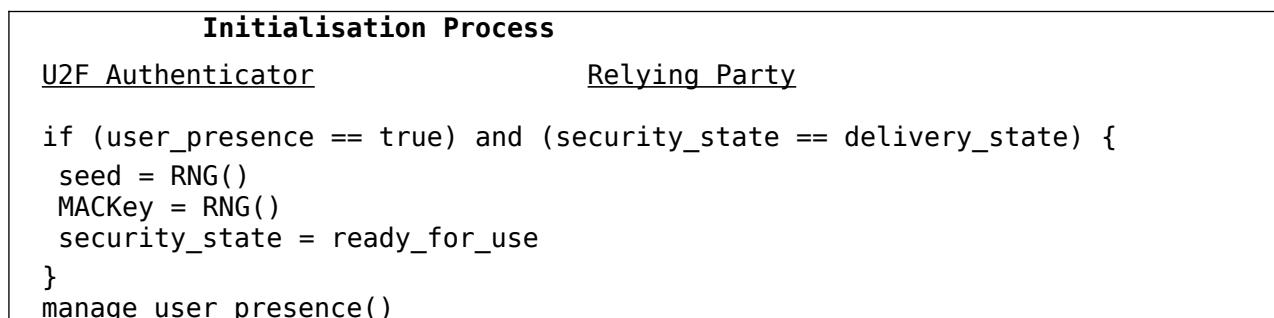 Initialisation Process
U2F Authenticator Relying Party
if (user_presence == true) and (security_state == delivery_state) {
seed = RNG()
MACKey = RNG()
security_state = ready_for_use
}
manage user presence()